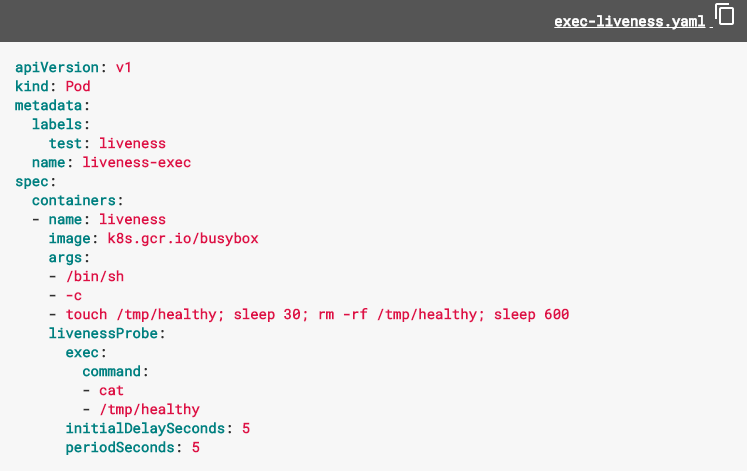 exec-liveness.yaml
apiVersion: v1
kind: Pod
metadata:
  labels:
    test: liveness
  name: liveness-exec
spec:
  containers:
  - name: liveness
    image: k8s.gcr.io/busybox
    args:
    - /bin/sh
    - -c
    - touch /tmp/healthy; sleep 30; rm -rf /tmp/healthy; sleep 600
    livenessProbe:
      exec:
        command:
        - cat
        - /tmp/healthy
      initialDelaySeconds: 5
      periodSeconds: 5